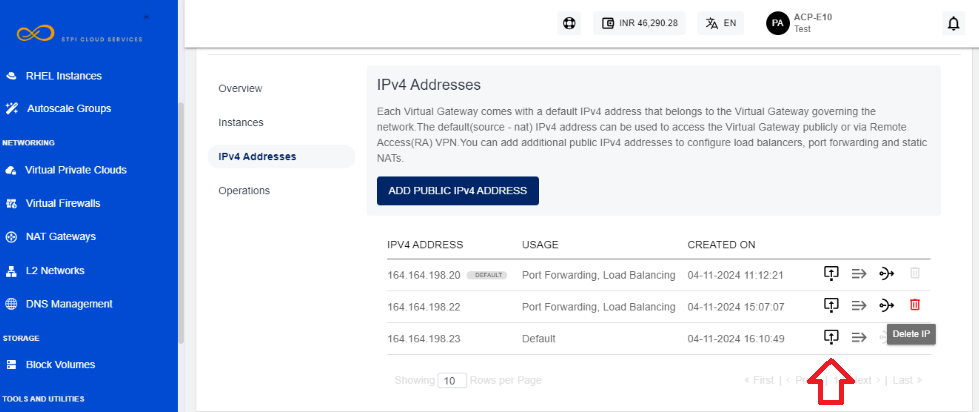 STPI CLOUD SERVICES
INR 46,290.28
EN
PA
ACP-E10
Test
RHEL Instances
Autoscale Groups
NETWORKING
Virtual Private Clouds
Virtual Firewalls
NAT Gateways
L2 Networks
DNS Management
STORAGE
Block Volumes
TOOLS AND UTILITIES
Overview
Instances
IPv4 Addresses
Operations
IPv4 Addresses
Each Virtual Gateway comes with a default IPv4 address that belongs to the Virtual Gateway governing the
network.The default(source - nat) IPv4 address can be used to access the Virtual Gateway publicly or via Remote
Access(RA) VPN.You can add additional public IPv4 addresses to configure load balancers, port forwarding and static
NATs.
ADD PUBLIC IPv4 ADDRESS
IPV4 ADDRESS USAGE CREATED ON
164.164.198.20 DEFAULT Port Forwarding, Load Balancing 04-11-2024 11:12:21
164.164.198.22 Port Forwarding, Load Balancing 04-11-2024 15:07:07
164.164.198.23 Default 04-11-2024 16:10:49
Delete IP
Showing 10 Rows per Page
« First | < | 1 > | Last »